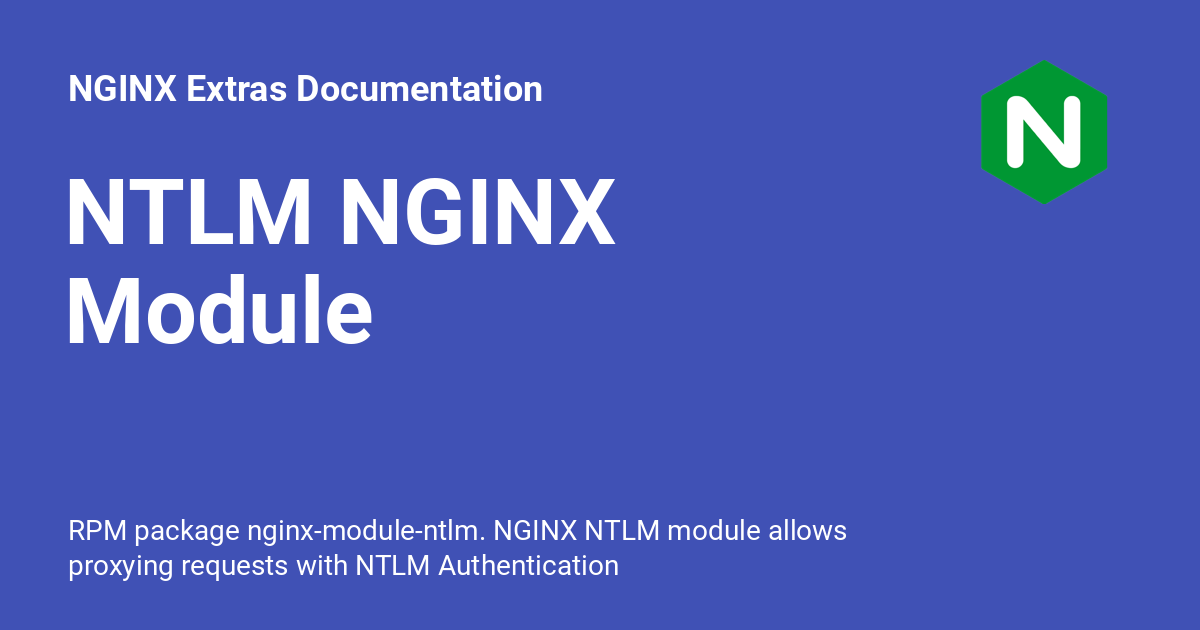 NGINX Extras Documentation
N
NTLM NGINX
Module
RPM package nginx-module-ntlm. NGINX NTLM module allows
proxying requests with NTLM Authentication